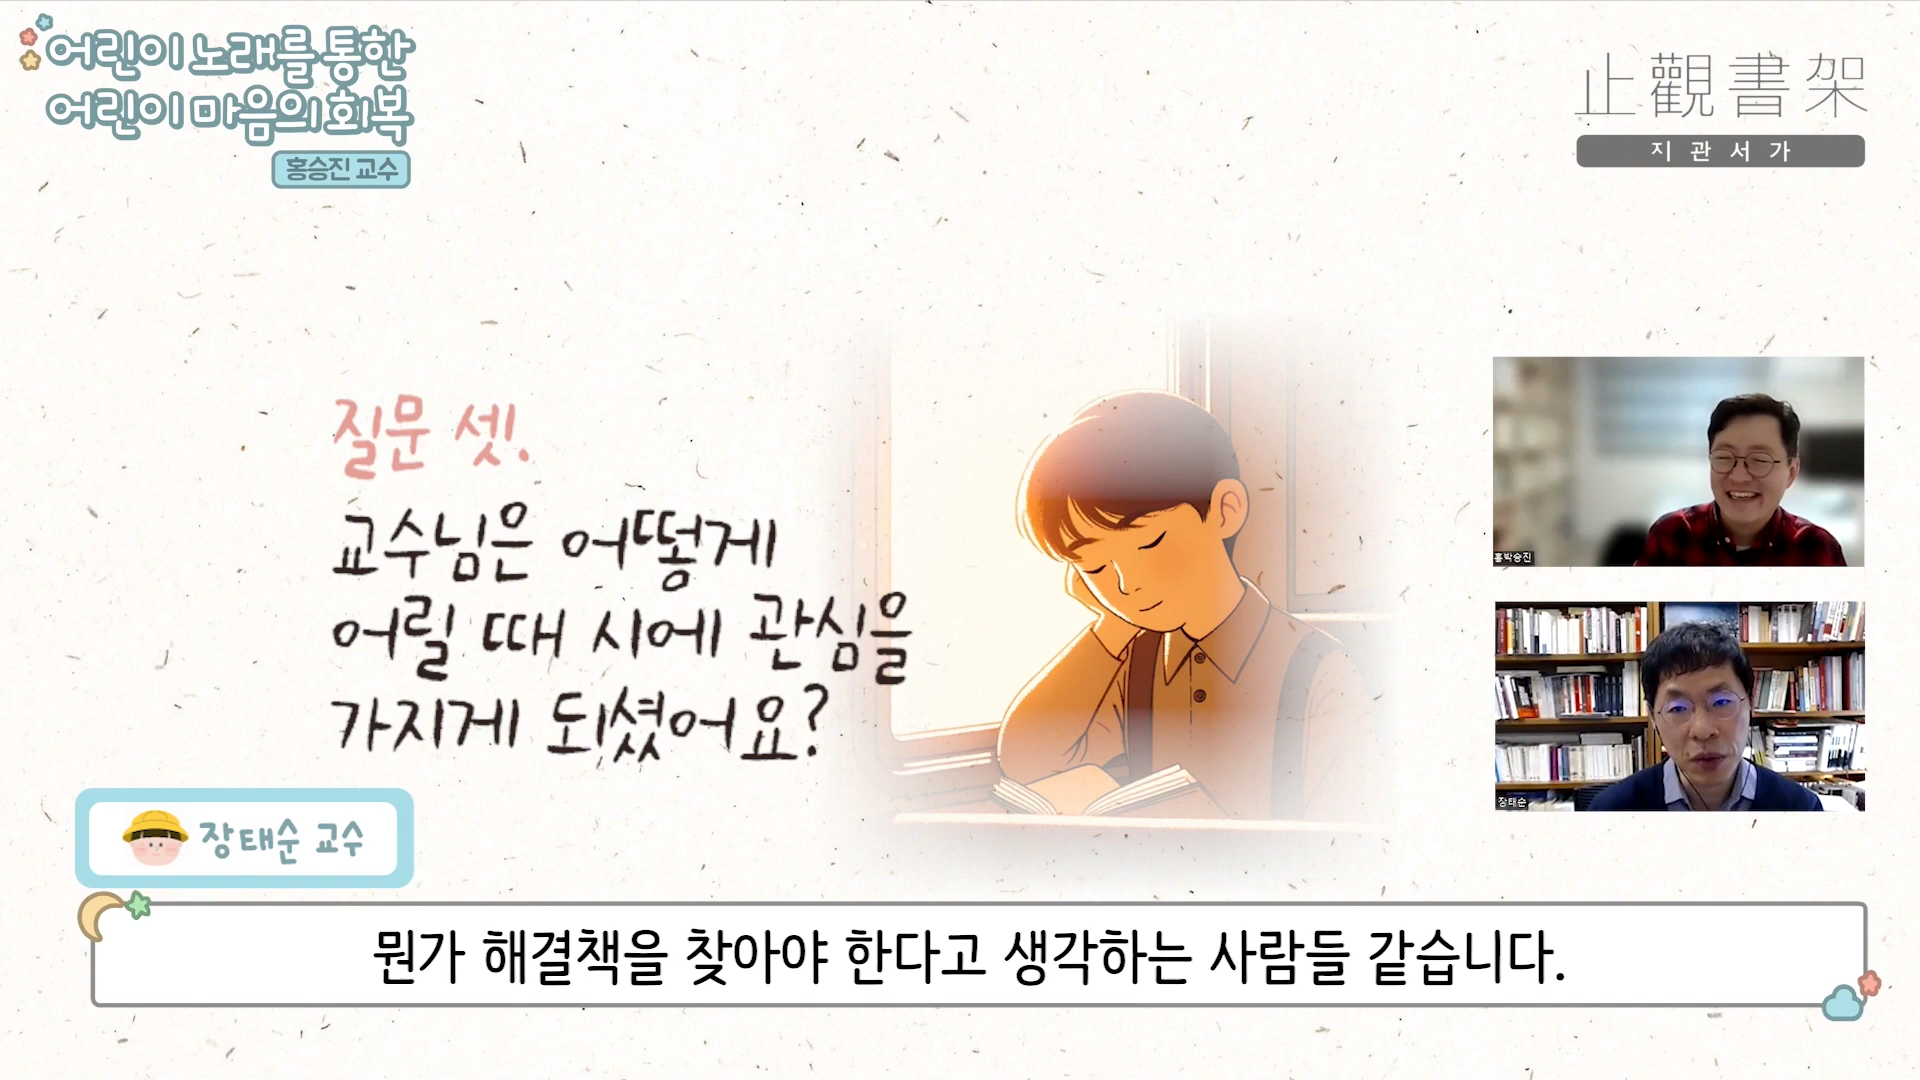 어린이 노래를 통한
어린이 마음의 회복
홍승진 교수
止觀書架
지관서가
질문 셋.
교수님은 어떻게
어릴 때 시에 관심을
가지게 되셨어요?
홍박승진
장태순
장태순 교수
뭔가 해결책을 찾아야 한다고 생각하는 사람들 같습니다.